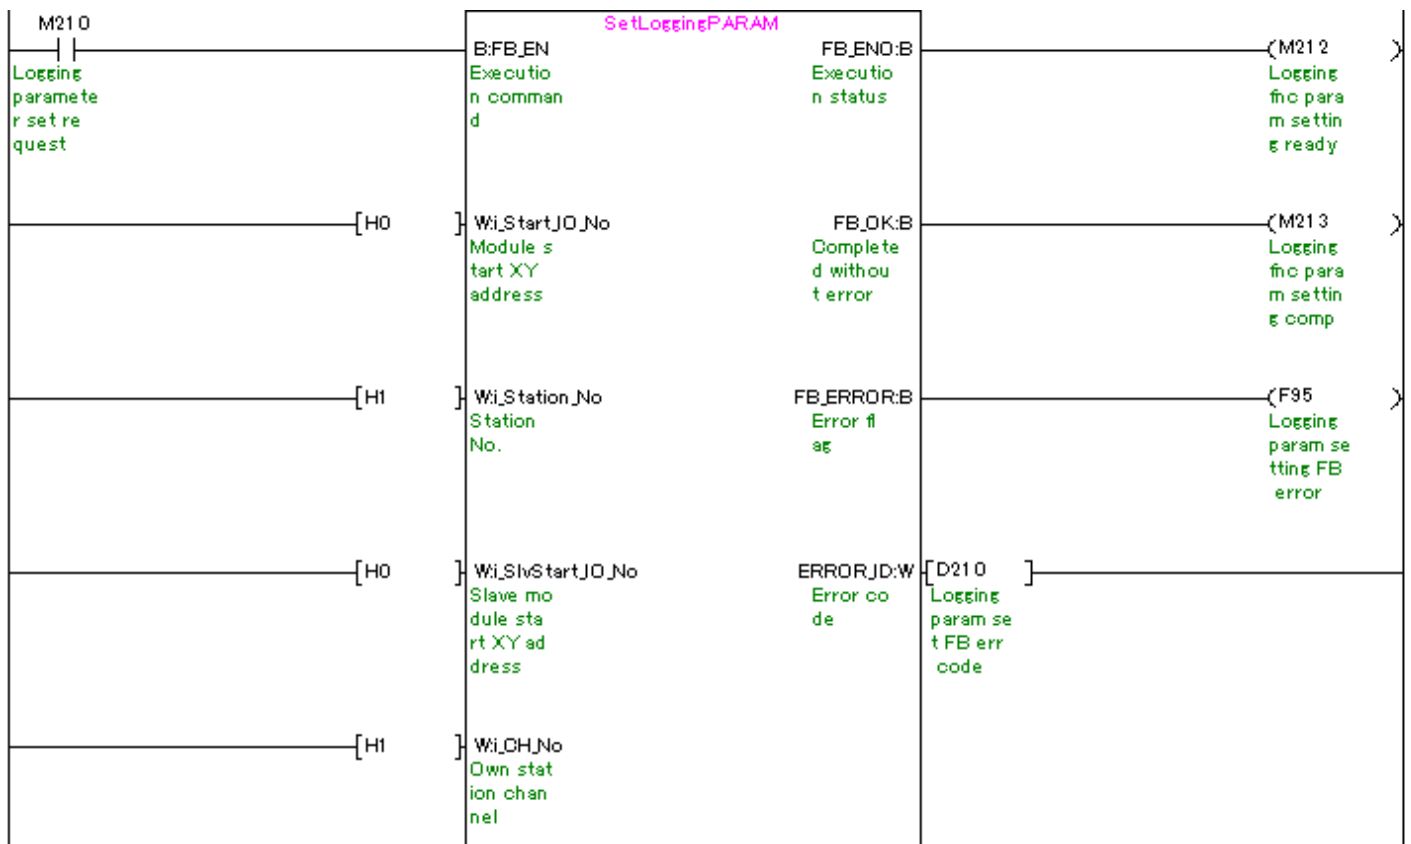 M210
SetLoggingPARAM
B:FB_EN
FB_ENO:B
(M212 )
Logging
paramete
r set re
quest
Executio
n comman
d
Executio
n status
Logging
fnc para
m settin
g ready
[H0 ]
W:i_Start_IO_No
FB_OK:B
(M213 )
Module s
tart XY
address
Complete
d withou
t error
Logging
fnc para
m settin
g comp
[H1 ]
W:i_Station_No
FB_ERROR:B
(F95 )
Station
No.
Error fl
ag
Logging
param se
tting FB
error
[H0 ]
W:i_SlvStart_IO_No
ERROR_ID:W
[D210 ]
Slave mo
dule sta
rt XY ad
dress
Error co
de
Logging
param se
t FB err
code
[H1 ]
W:i_CH_No
Own stat
ion chan
nel